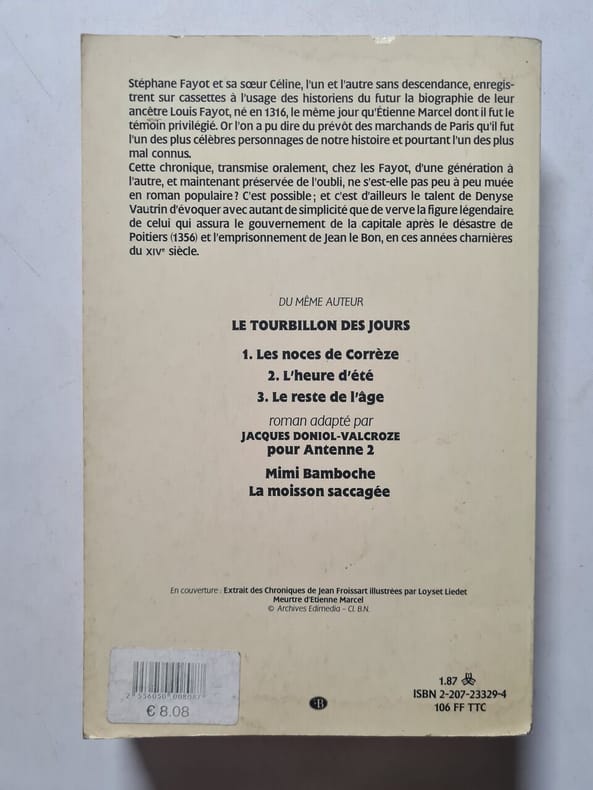 Stéphane Fayot et sa sœur Céline, l'un et l'autre sans descendance, enregis-
trent sur cassettes à l'usage des historiens du futur la biographie de leur
ancêtre Louis Fayot, né en 1316, le même jour qu'Étienne Marcel dont il fut le
témoin privilégié. Or l'on a pu dire du prévôt des marchands de Paris qu'il fut
l'un des plus célèbres personnages de notre histoire et pourtant l'un des plus
mal connus.
Cette chronique, transmise oralement, chez les Fayot, d'une génération à
l'autre, et maintenant préservée de l'oubli, ne s'est-elle pas peu à peu muée
en roman populaire ? C'est possible ; et c'est d'ailleurs le talent de Denyse
Vautrin d'évoquer avec autant de simplicité que de verve la figure légendaire
de celui qui assura le gouvernement de la capitale après le désastre de
Poitiers (1356) et l'emprisonnement de Jean le Bon, en ces années charnières
du XIVe siècle.
DU MÊME AUTEUR
LE TOURBILLON DES JOURS
1. Les noces de Corrèze
2. L'heure d'été
3. Le reste de l'âge
roman adapté par
JACQUES DONIOL-VALCROZE
pour Antenne 2
Mimi Bamboche
La moisson saccagée
En couverture : Extrait des Chroniques de Jean Froissart illustrées par Loyset Liedet
Meurtre d'Etienne Marcel
© Archives Edimedia – Cl. B.N.
€ 8.08
B
1.87
ISBN 2-207-23329-4
106 FF TTC